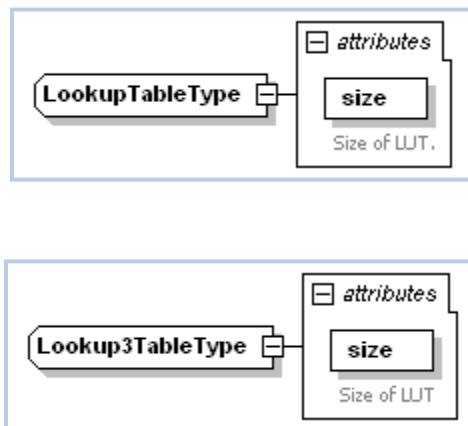 attributes
LookupTableType
size
Size of LUT.
attributes
Lookup3TableType
size
Size of LUT